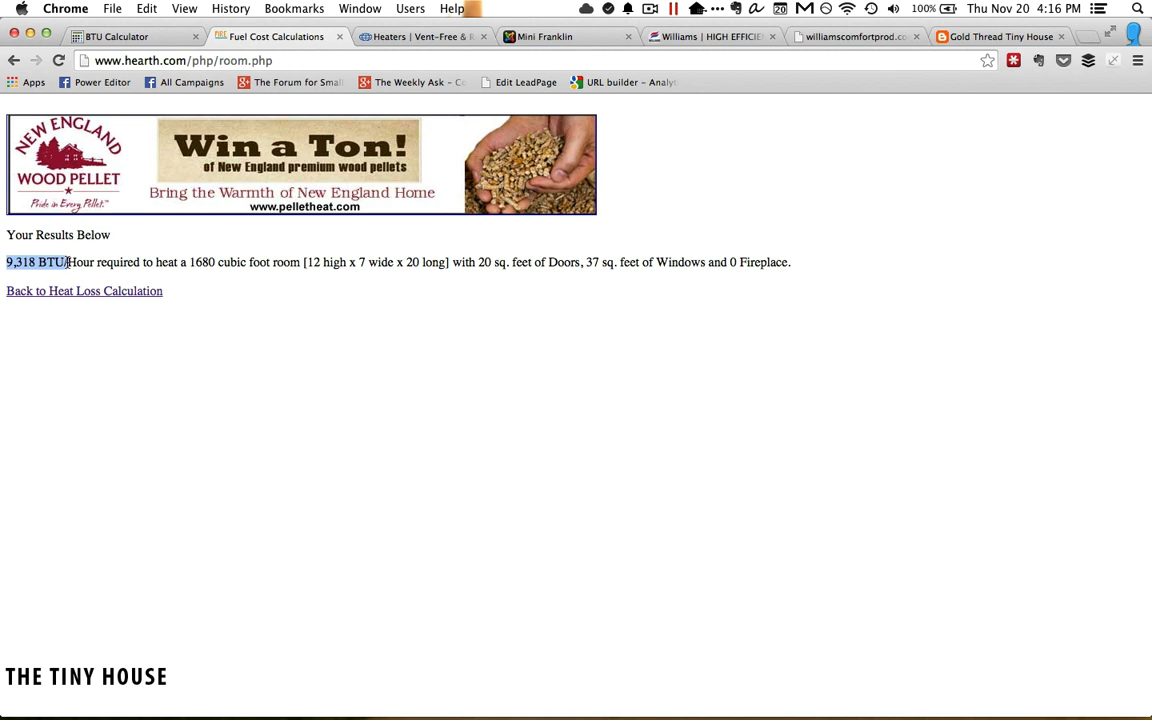 Chrome File Edit View History Bookmarks Window Users Help 20 100% Thu Nov 20 4:16 PM
BTU Calculator Fuel Cost Calculations Heaters | Vent-Free & R Mini Franklin Williams | HIGH EFFICIE williamscomfortprod.co Gold Thread Tiny House
www.hearth.com/php/room.php
Apps Power Editor All Campaigns The Forum for Small The Weekly Ask - Co Edit LeadPage URL builder - Analyt
NEW ENGLAND
WOOD PELLET
Pride in Every Pellet.™
Win a Ton!
of New England premium wood pellets
Bring the Warmth of New England Home
www.pelletheat.com
Your Results Below
9,318 BTU/Hour required to heat a 1680 cubic foot room [12 high x 7 wide x 20 long] with 20 sq. feet of Doors, 37 sq. feet of Windows and 0 Fireplace.
Back to Heat Loss Calculation
THE TINY HOUSE